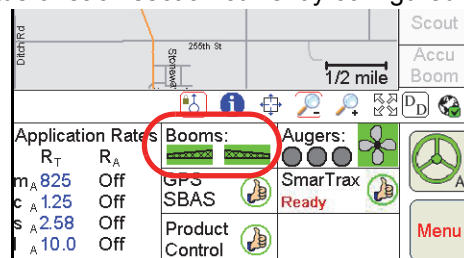 Scout
Ditch Rd
255th St
Stonewa
Accu
Boom
1/2 mile
D D
Application Rates
Booms:
Augers:
R T
R A
m A 825 Off
GPS
SBAS
SmarTrax
Ready
A
c A 1.25 Off
s A 2.58 Off
Product
Control
Menu
A 10.0 Off